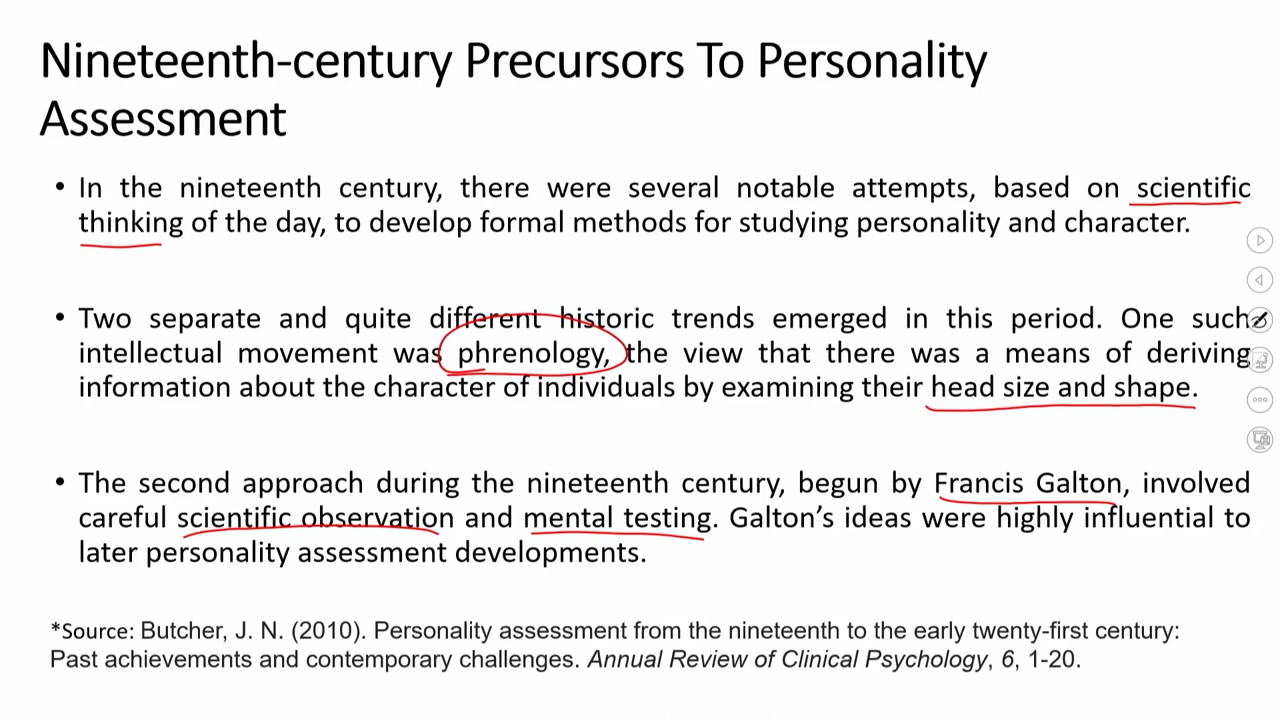 Nineteenth-century Precursors To Personality
Assessment
• In the nineteenth century, there were several notable attempts, based on scientific
thinking of the day, to develop formal methods for studying personality and character.
• Two separate and quite different historic trends emerged in this period. One such
intellectual movement was phrenology, the view that there was a means of deriving
information about the character of individuals by examining their head size and shape.
• The second approach during the nineteenth century, begun by Francis Galton, involved
careful scientific observation and mental testing. Galton’s ideas were highly influential to
later personality assessment developments.
*Source: Butcher, J. N. (2010). Personality assessment from the nineteenth to the early twenty-first century:
Past achievements and contemporary challenges. Annual Review of Clinical Psychology, 6, 1-20.